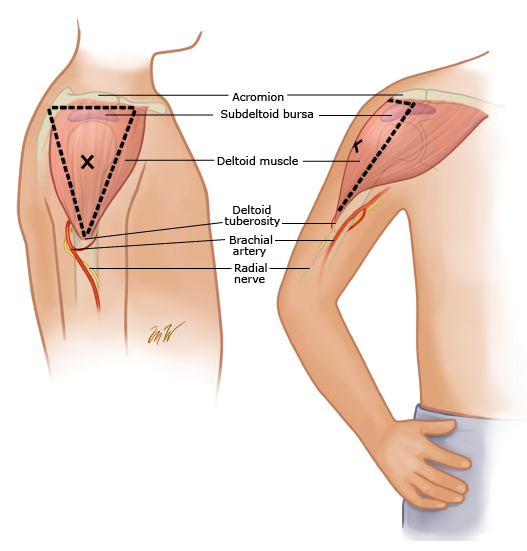 Acromion
Subdeltoid bursa
Deltoid muscle
Deltoid
tuberosity
Brachial
artery
Radial
nerve